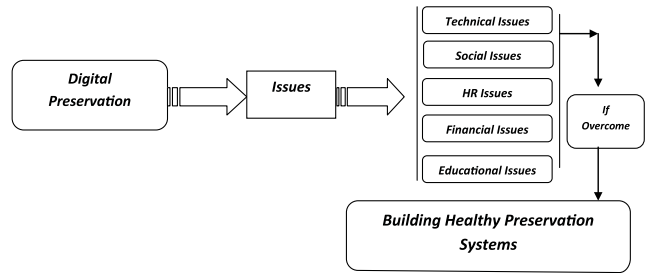 Digital
Preservation
Issues
Technical Issues
Social Issues
HR Issues
Financial Issues
Educational Issues
If
Overcome
Building Healthy Preservation
Systems